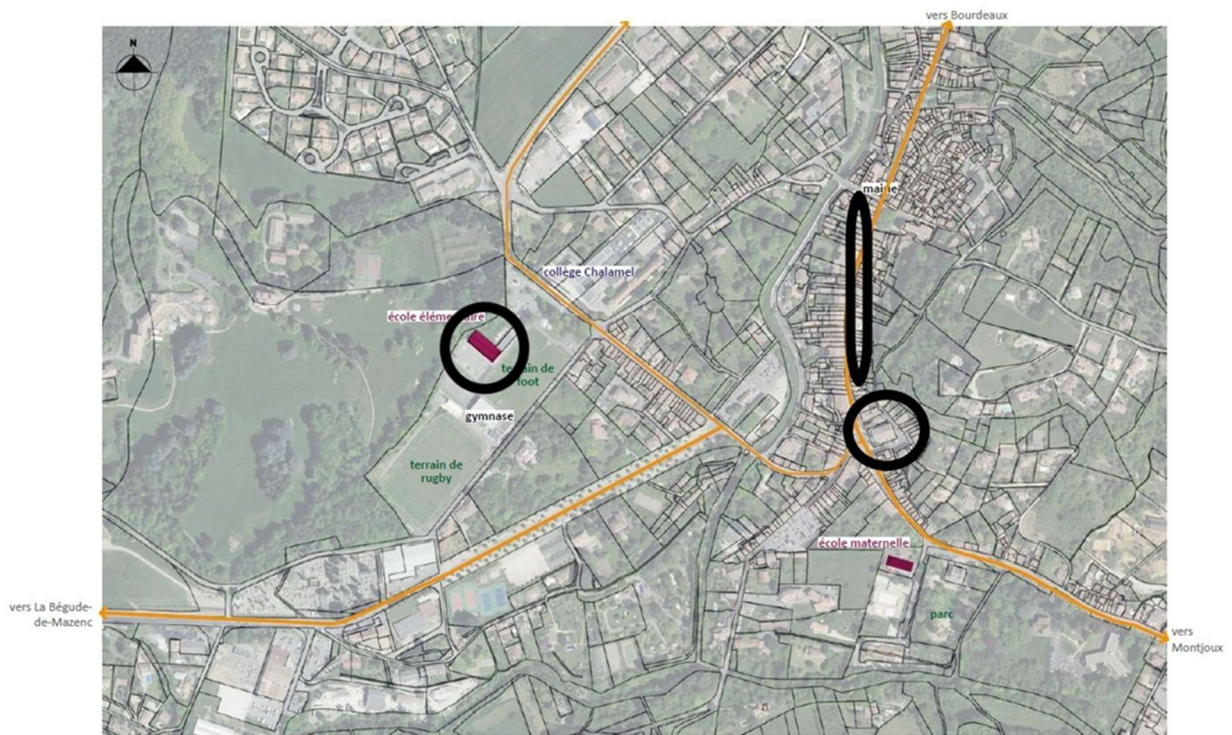 vers Bourdeaux
N
mairie
collège Chalamel
école élémentaire
terrain de
foot
gymnase
terrain de
rugby
école maternelle
vers La Bégude-
de-Mazenc
parc
vers
Montjoux